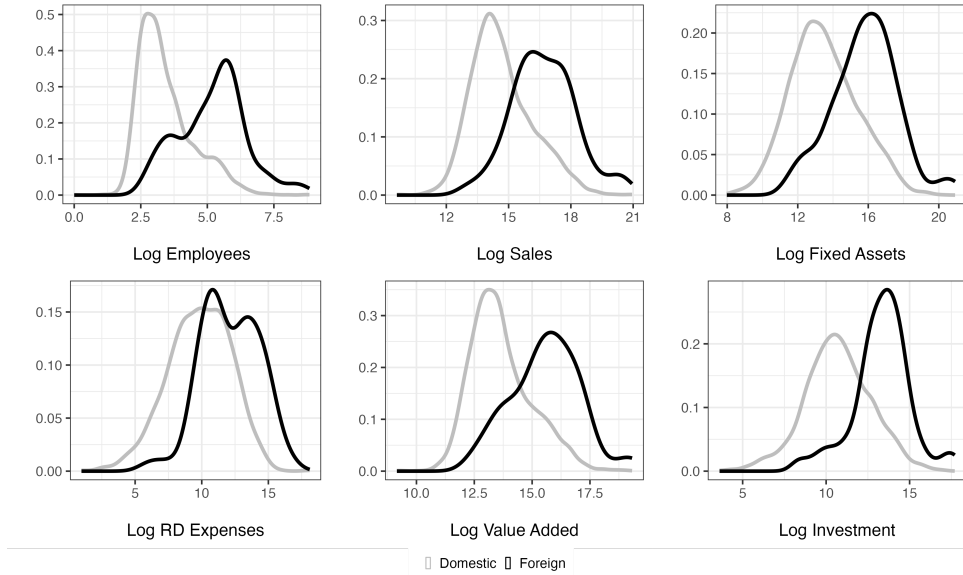 0.5
0.4
0.3
0.2
0.1
0.0
0.0 2.5 5.0 7.5
Log Employees
0.3
0.2
0.1
0.0
12 15 18 21
Log Sales
0.20
0.15
0.10
0.05
0.00
8 12 16 20
Log Fixed Assets
0.15
0.10
0.05
0.00
5 10 15
Log RD Expenses
0.3
0.2
0.1
0.0
10.0 12.5 15.0 17.5
Log Value Added
0.2
0.1
0.0
5 10 15
Log Investment
Domestic Foreign